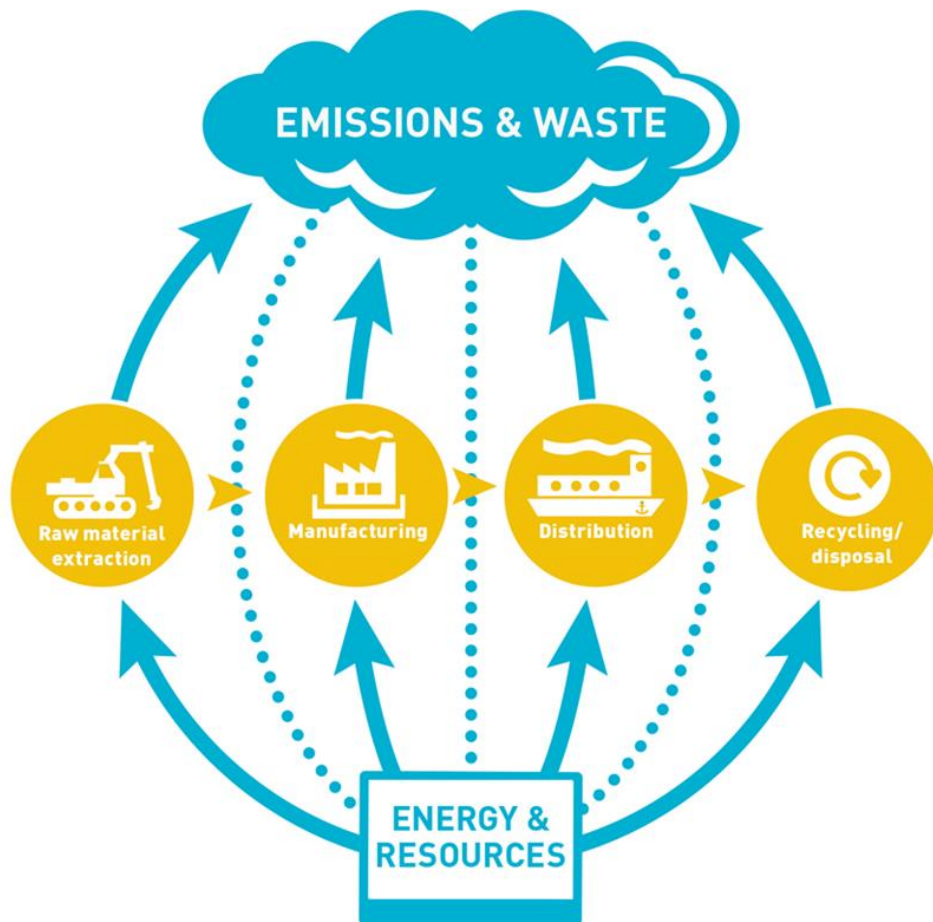 EMISSIONS & WASTE
Raw material
extraction
Manufacturing
Distribution
Recycling/
disposal
ENERGY &
RESOURCES